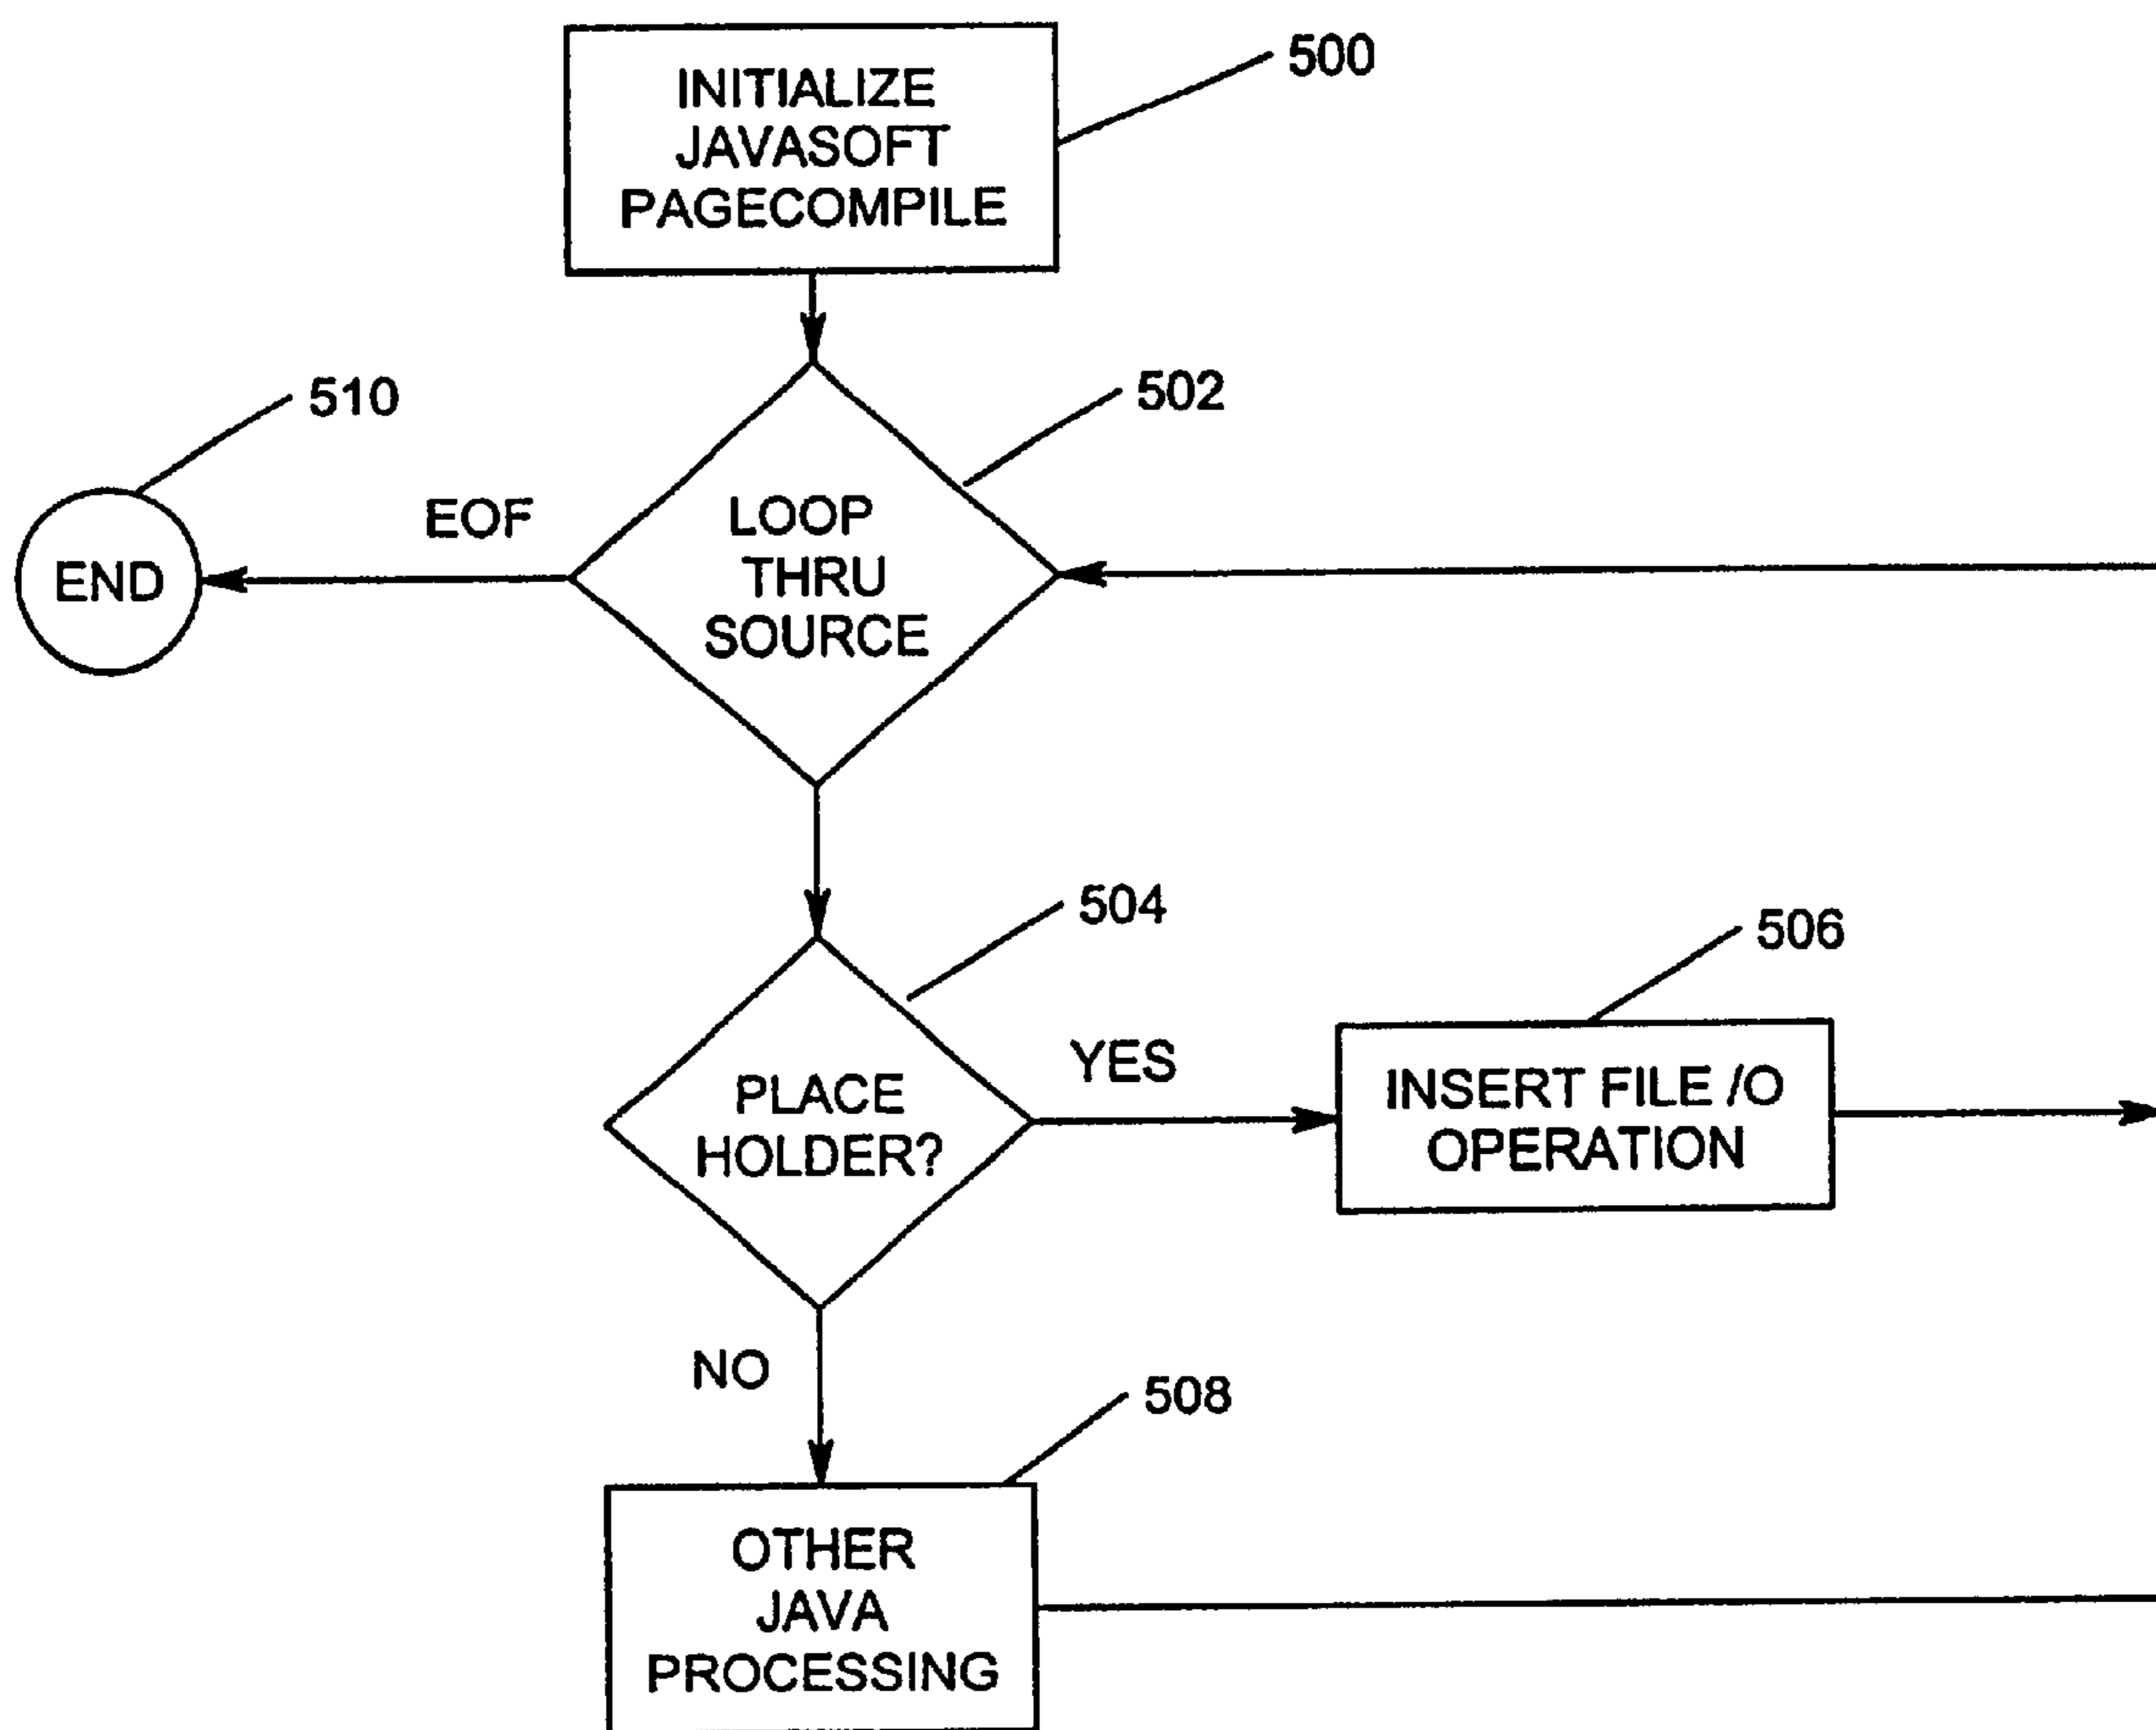 INITIALIZE
JAVASOFT
PAGECOMPILE
500
510
502
EOF
LOOP
THRU
SOURCE
END
504
506
YES
PLACE
HOLDER?
INSERT FILE /O
OPERATION
NO
508
OTHER
JAVA
PROCESSING